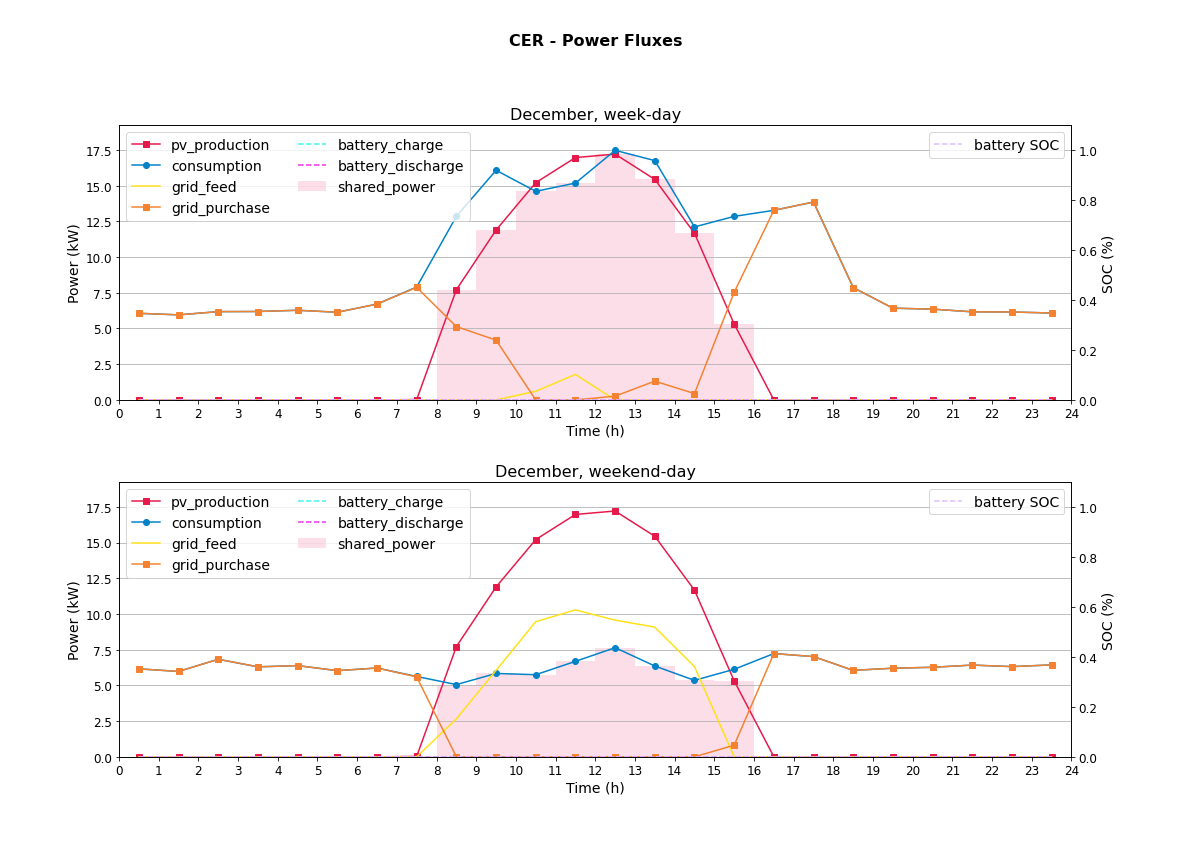 CER - Power Fluxes
December, week-day
pv_production
consumption
grid_feed
grid_purchase
battery_charge
battery_discharge
shared_power
battery SOC
Power (kW)
17.5
15.0
12.5
10.0
7.5
5.0
2.5
0.0
SOC (%)
1.0
0.8
0.6
0.4
0.2
0.0
0 1 2 3 4 5 6 7 8 9 10 11 12 13 14 15 16 17 18 19 20 21 22 23 24
Time (h)
December, weekend-day
pv_production
consumption
grid_feed
grid_purchase
battery_charge
battery_discharge
shared_power
battery SOC
Power (kW)
17.5
15.0
12.5
10.0
7.5
5.0
2.5
0.0
SOC (%)
1.0
0.8
0.6
0.4
0.2
0.0
0 1 2 3 4 5 6 7 8 9 10 11 12 13 14 15 16 17 18 19 20 21 22 23 24
Time (h)